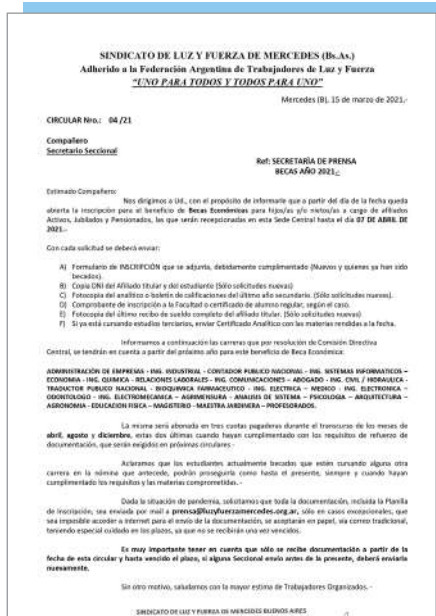 SINDICATO DE LUZ Y FUERZA DE MERCEDES (Bs.As.)
Adherido a la Federación Argentina de Trabajadores de Luz y Fuerza
"UNO PARA TODOS Y TODOS PARA UNO"
Mercedes (B), 15 de marzo de 2021.-
CIRCULAR Nro.: 04 /21
Compañero
Secretario Seccional
Ref: SECRETARÍA DE PRENSA
BECAS AÑO 2021.-
Estimado Compañero:
Nos dirigimos a Ud., con el propósito de informarle que a partir del día de la fecha queda
abierta la inscripción para el beneficio de Becas Económicas para hijos/as y/o nietos/as a cargo de afiliados
Activos, Jubilados y Pensionados, las que serán recepcionadas en esta Sede Central hasta el día 07 DE ABRIL DE
2021.-
Con cada solicitud se deberá enviar:
A) Formulario de INSCRIPCIÓN que se adjunta, debidamente cumplimentado (Nuevos y quienes ya han sido
becados).
B) Copia DNI del Afiliado titular y del estudiante (Sólo solicitudes nuevas)
C) Fotocopia del analítico o boletín de calificaciones del último año secundario. (Sólo solicitudes nuevas).
D) Comprobante de inscripción a la Facultad o certificado de alumno regular, según el caso.
E) Fotocopia del último recibo de sueldo completo del afiliado titular. (Sólo solicitudes nuevas)
F) Si ya está cursando estudios terciarios, enviar Certificado Analítico con las materias rendidas a la fecha.
Informamos a continuación las carreras que por resolución de Comisión Directiva
Central, se tendrán en cuenta a partir del próximo año para este beneficio de Beca Económica:
ADMINISTRACIÓN DE EMPRESAS - ING. INDUSTRIAL - CONTADOR PUBLICO NACIONAL - ING. SISTEMAS INFORMATICOS –
ECONOMIA - ING. QUIMICA - RELACIONES LABORALES - ING. COMUNICACIONES – ABOGADO - ING. CIVIL / HIDRAULICA -
TRADUCTOR PUBLICO NACIONAL - BIOQUIMICA FARMACEUTICO - ING. ELECTRICA – MEDICO - ING. ELECTRONICA –
ODONTOLOGO - ING. ELECTROMECANICA – AGRIMENSURA - ANALISIS DE SISTEMA – PSICOLOGIA – ARQUITECTURA –
AGRONOMIA - EDUCACION FISICA – MAGISTERIO - MAESTRA JARDINERA – PROFESORADOS.
La misma será abonada en tres cuotas pagaderas durante el transcurso de los meses de
abril, agosto y diciembre, estas dos últimas cuando hayan cumplimentado con los requisitos de refuerzo de
documentación, que serán exigidos en próximas circulares -
Aclaramos que los estudiantes actualmente becados que estén cursando alguna otra
carrera en la nómina que antecede, podrán proseguirla como hasta el presente, siempre y cuando hayan
cumplimentado los requisitos y las materias comprometidas. -
Dada la situación de pandemia, solicitamos que toda la documentación, incluida la Planilla
de Inscripción, sea enviada por mail a prensa@luzyfuerzamercedes.org.ar, sólo en casos excepcionales, que
sea imposible acceder a internet para el envío de la documentación, se aceptarán en papel, vía correo tradicional,
teniendo especial cuidado en los plazos, ya que no se recibirán una vez vencidos.
Es muy importante tener en cuenta que sólo se recibe documentación a partir de la
fecha de esta circular y hasta vencido el plazo, si alguna Seccional envío antes de la presente, deberá enviarla
nuevamente.
Sin otro motivo, saludamos con la mayor estima de Trabajadores Organizados. -
SINDICATO DE LUZ Y FUERZA DE MERCEDES BUENOS AIRES